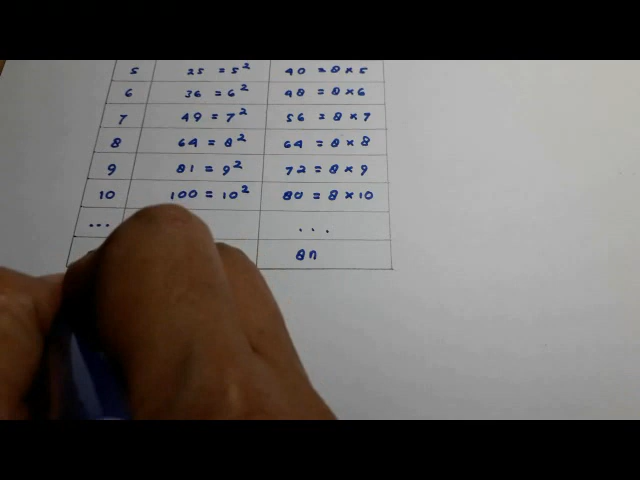 5 25 = 5² 40 = 8 × 5
6 36 = 6² 48 = 8 × 6
7 49 = 7² 56 = 8 × 7
8 64 = 8² 64 = 8 × 8
9 81 = 9² 72 = 8 × 9
10 100 = 10² 80 = 8 × 10
... ...
8n